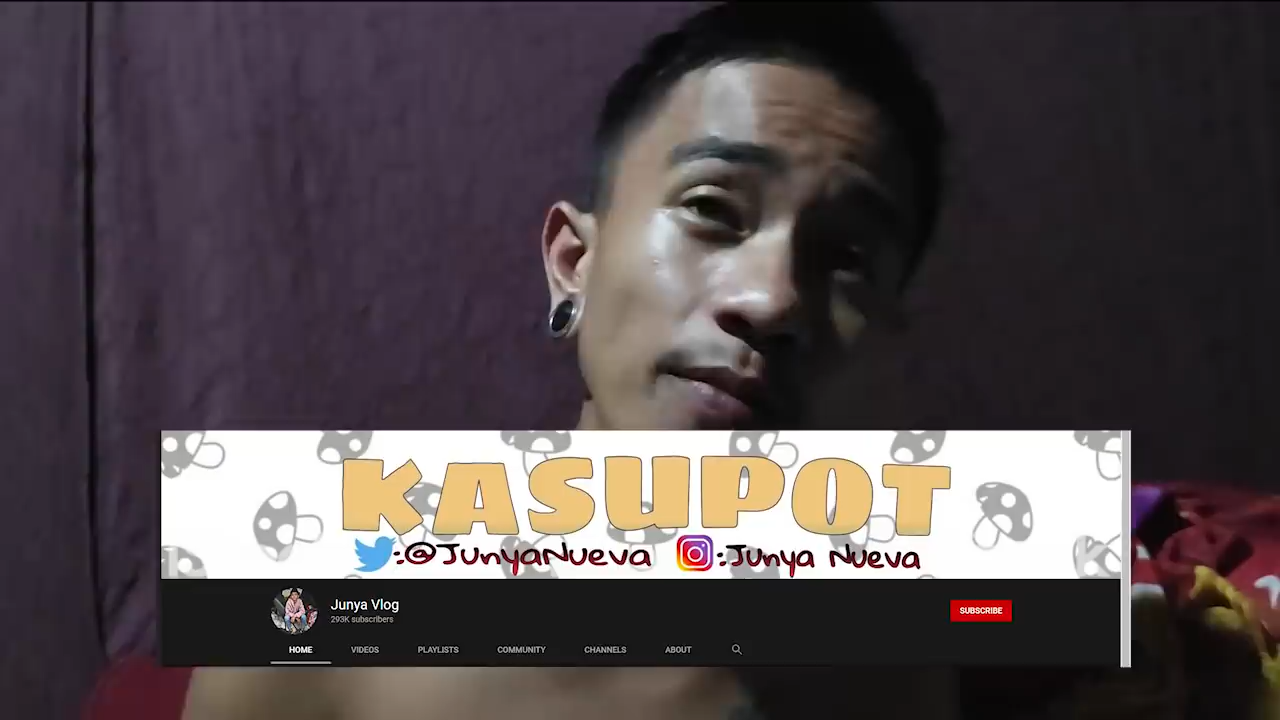 KASUPOT
:@JunyaNueva :Junya Nueva
Junya Vlog
293K subscribers
SUBSCRIBE
HOME VIDEOS PLAYLISTS COMMUNITY CHANNELS ABOUT